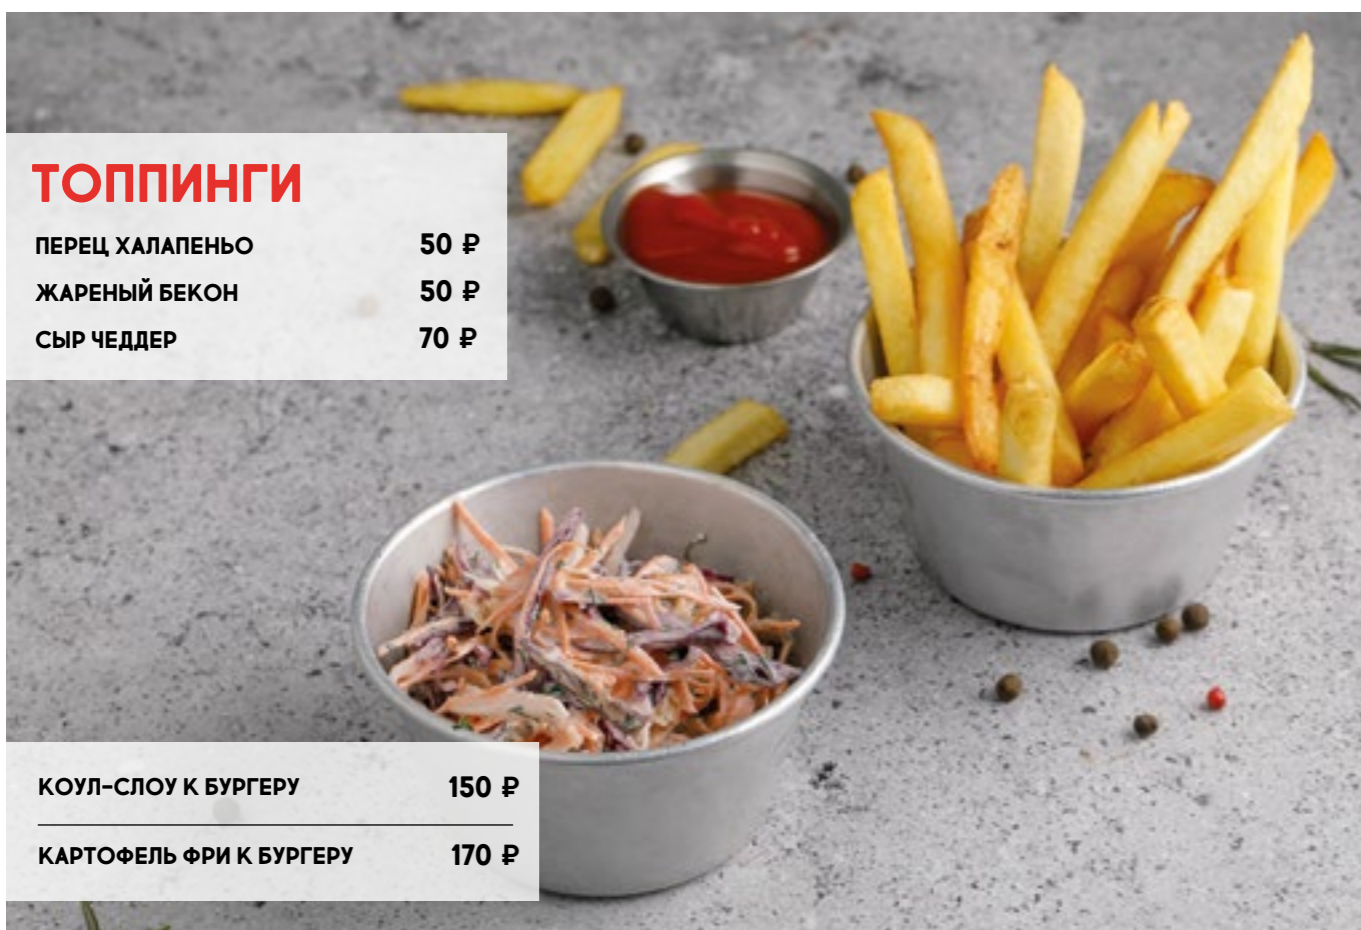 ТОППИНГИ
ПЕРЕЦ ХАЛАПЕНЬО 50 ₽
ЖАРЕНЫЙ БЕКОН 50 ₽
СЫР ЧЕДДЕР 70 ₽
КОУЛ-СЛОУ К БУРГЕРУ 150 ₽
КАРТОФЕЛЬ ФРИ К БУРГЕРУ 170 ₽